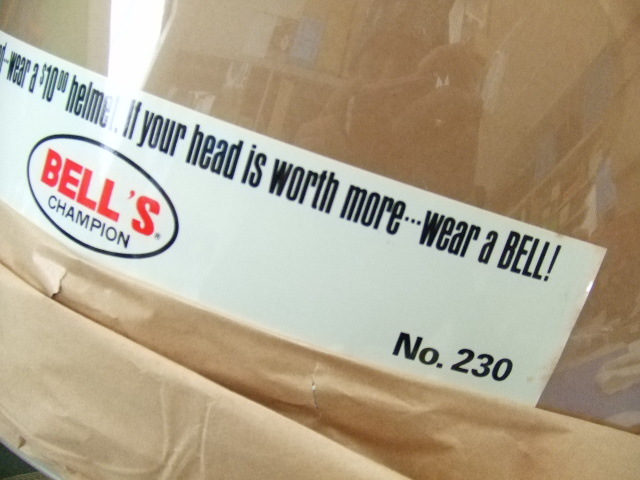 wear a $10⁰⁰ helmet. If your head is worth more...wear a BELL!
BELL'S
CHAMPION
®
No. 230